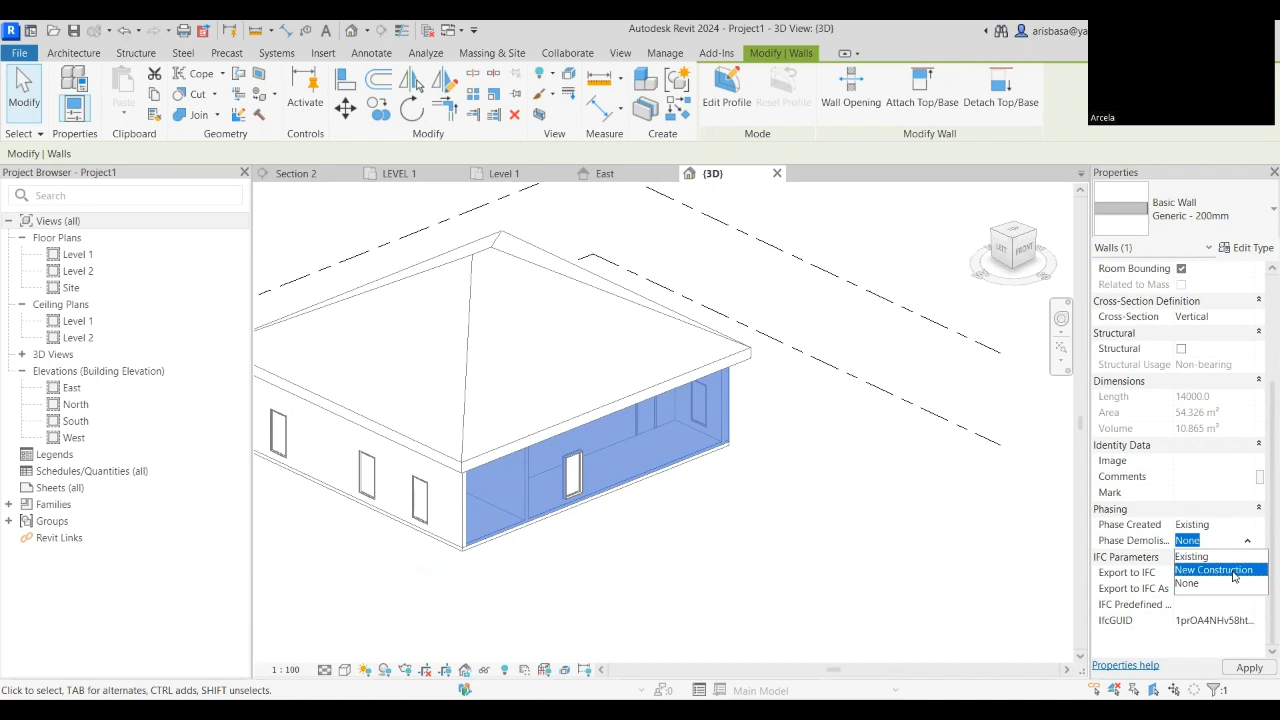 Autodesk Revit 2024 - Project1 - 3D View: {3D}
arisbasa@ya
File Architecture Structure Steel Precast Systems Insert Annotate Analyze Massing & Site Collaborate View Manage Add-Ins Modify | Walls
Modify Paste Cope Cut Join Activate Edit Profile Reset Profile Wall Opening Attach Top/Base Detach Top/Base
Select Properties Clipboard Geometry Controls Modify View Measure Create Mode Modify Wall
Arcela
Modify | Walls
Project Browser - Project1
Search
Views (all)
Floor Plans
Level 1
Level 2
Site
Ceiling Plans
Level 1
Level 2
3D Views
Elevations (Building Elevation)
East
North
South
West
Legends
Schedules/Quantities (all)
Sheets (all)
Families
Groups
Revit Links
Section 2 LEVEL 1 Level 1 East {3D}
TOP
LEFT FRONT
Properties
Basic Wall
Generic - 200mm
Walls (1) Edit Type
Room Bounding
Related to Mass
Cross-Section Definition
Cross-Section Vertical
Structural
Structural
Structural Usage Non-bearing
Dimensions
Length 14000.0
Area 54.326 m²
Volume 10.865 m³
Identity Data
Image
Comments
Mark
Phasing
Phase Created Existing
Phase Demolis... None
Existing
New Construction
None
IFC Parameters
Export to IFC
Export to IFC As
IFC Predefined ...
IfcGUID 1prOA4NHv58ht...
Properties help Apply
1 : 100
Click to select, TAB for alternates, CTRL adds, SHIFT unselects.
:0
Main Model
:1